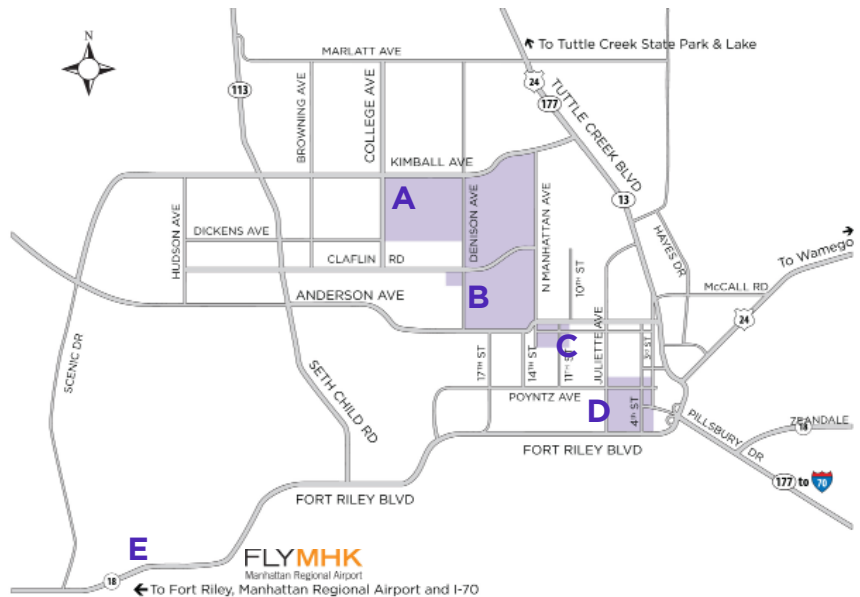 N
MARLATT AVE
To Tuttle Creek State Park & Lake
24
177
TUTTLE CREEK BLVD
113
BROWNING AVE
COLLEGE AVE
KIMBALL AVE
A
DENISON AVE
N MANHATTAN AVE
13
HUDSON AVE
DICKENS AVE
CLAFLIN RD
HAYES DR
To Wamego
10TH ST
B
ANDERSON AVE
McCALL RD
24
JULIETTE AVE
SCENIC DR
SETH CHILD RD
17TH ST
14TH ST
C
11TH ST
3RD ST
POYNTZ AVE
D
4TH ST
PILLSBURY DR
ZEANDALE
18
FORT RILEY BLVD
177 to 70
FORT RILEY BLVD
E
FLYMHK
Manhattan Regional Airport
18
To Fort Riley, Manhattan Regional Airport and I-70